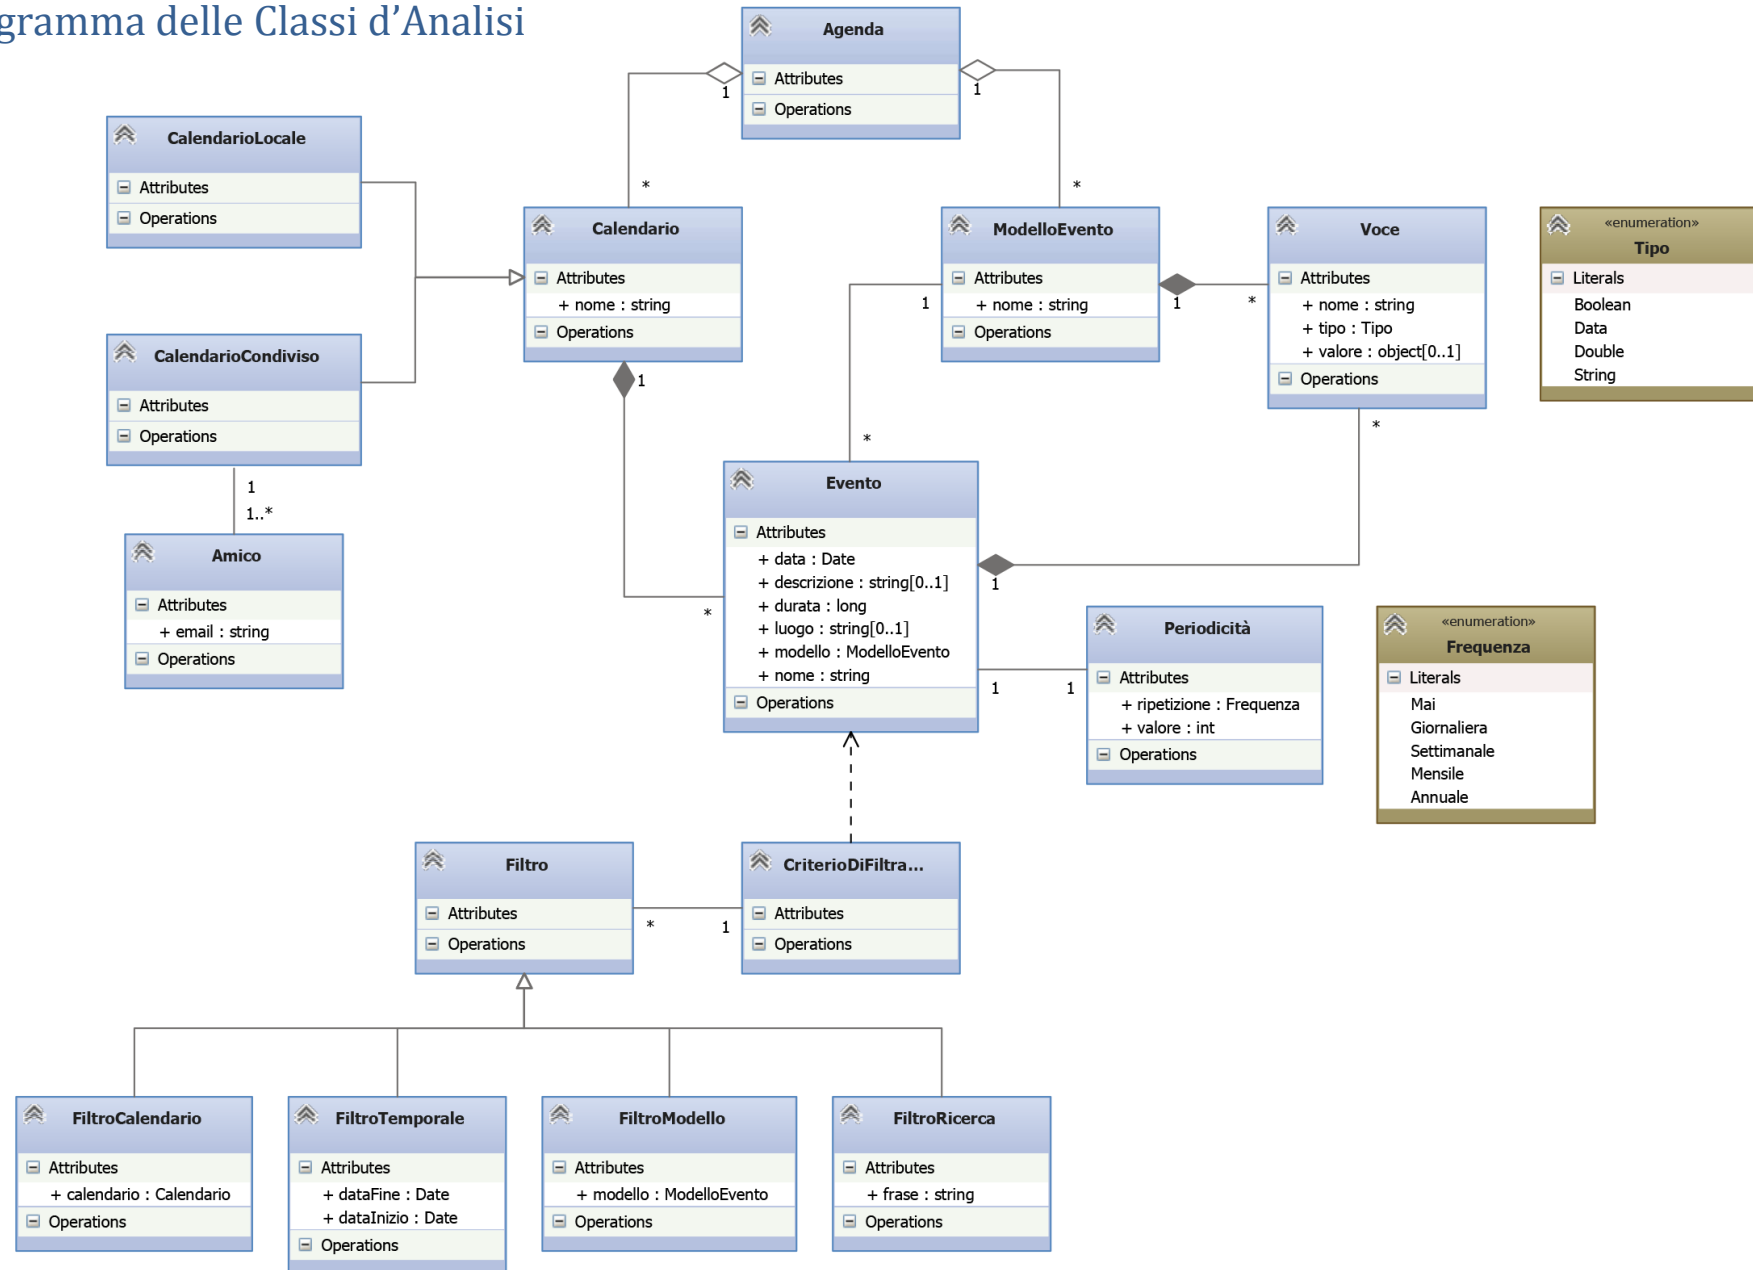 gramma delle Classi d'Analisi
Agenda
Attributes
Operations
1
1
*
*
CalendarioLocale
Attributes
Operations
Calendario
Attributes
+ nome : string
Operations
1
ModelloEvento
Attributes
+ nome : string
Operations
1
1
*
Voce
Attributes
+ nome : string
+ tipo : Tipo
+ valore : object[0..1]
Operations
*
«enumeration»
Tipo
Literals
Boolean
Data
Double
String
CalendarioCondiviso
Attributes
Operations
1
1..*
Amico
Attributes
+ email : string
Operations
*
*
Evento
Attributes
+ data : Date
+ descrizione : string[0..1]
+ durata : long
+ luogo : string[0..1]
+ modello : ModelloEvento
+ nome : string
Operations
1
1
1
Periodicità
Attributes
+ ripetizione : Frequenza
+ valore : int
Operations
«enumeration»
Frequenza
Literals
Mai
Giornaliera
Settimanale
Mensile
Annuale
Filtro
Attributes
Operations
*
1
CriterioDiFiltra...
Attributes
Operations
FiltroCalendario
Attributes
+ calendario : Calendario
Operations
FiltroTemporale
Attributes
+ dataFine : Date
+ dataInizio : Date
Operations
FiltroModello
Attributes
+ modello : ModelloEvento
Operations
FiltroRicerca
Attributes
+ frase : string
Operations